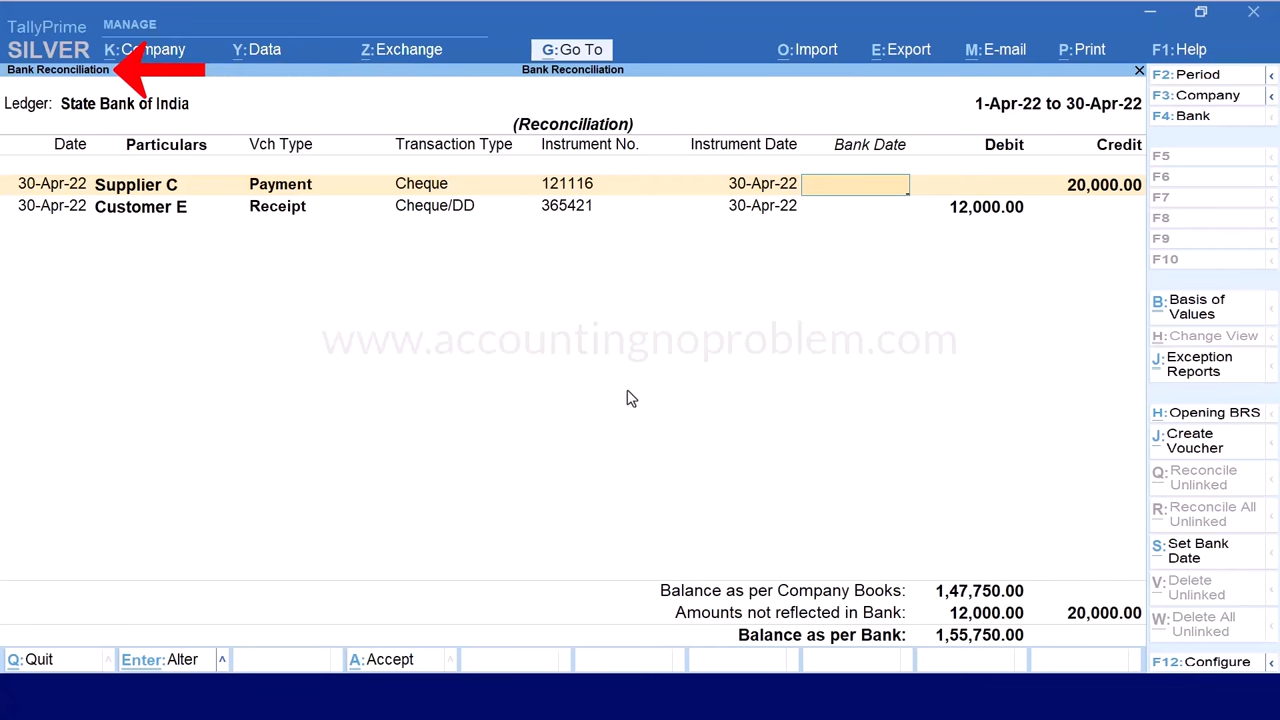 TallyPrime
MANAGE
SILVER
K:Company Y:Data Z:Exchange G:Go To O:Import E:Export M:E-mail P:Print F1:Help
Bank Reconciliation Bank Reconciliation ×
Ledger: State Bank of India 1-Apr-22 to 30-Apr-22
(Reconciliation)
Date Particulars Vch Type Transaction Type Instrument No. Instrument Date Bank Date Debit Credit
30-Apr-22 Supplier C Payment Cheque 121116 30-Apr-22 20,000.00
30-Apr-22 Customer E Receipt Cheque/DD 365421 30-Apr-22 12,000.00
www.accountingnoproblem.com
Balance as per Company Books: 1,47,750.00
Amounts not reflected in Bank: 12,000.00 20,000.00
Balance as per Bank: 1,55,750.00
Q:Quit Enter:Alter A:Accept
F2:Period
F3:Company
F4:Bank
F5
F6
F7
F8
F9
F10
B:Basis of
Values
H:Change View
J:Exception
Reports
H:Opening BRS
J:Create
Voucher
Q:Reconcile
Unlinked
R:Reconcile All
Unlinked
S:Set Bank
Date
V:Delete
Unlinked
W:Delete All
Unlinked
F12:Configure